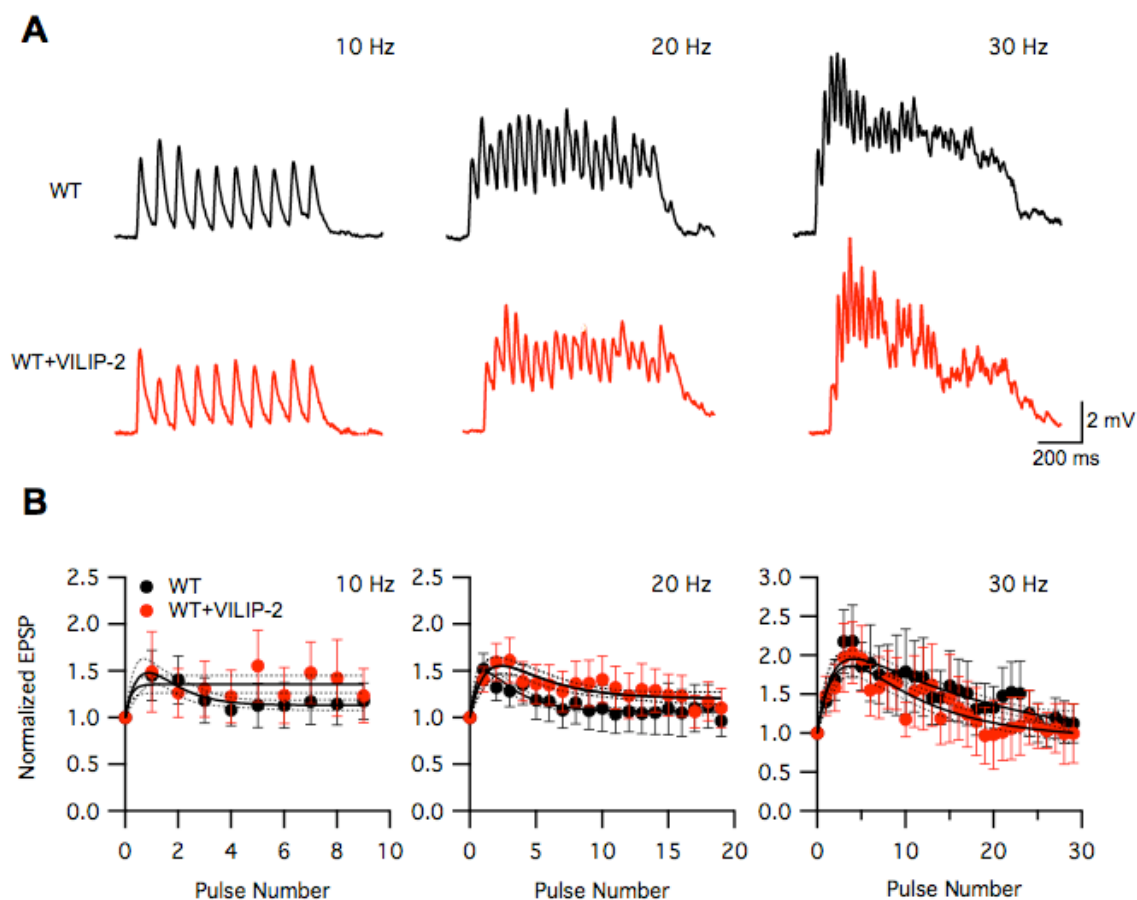 A
10 Hz 20 Hz 30 Hz
WT
WT+VILIP-2
2 mV
200 ms
B
Normalized EPSP
2.5
2.0
1.5
1.0
0.5
0.0
WT
WT+VILIP-2
10 Hz
0 2 4 6 8 10
Pulse Number
2.5
2.0
1.5
1.0
0.5
0.0
20 Hz
0 5 10 15 20
Pulse Number
3.0
2.5
2.0
1.5
1.0
0.5
0.0
30 Hz
0 10 20 30
Pulse Number